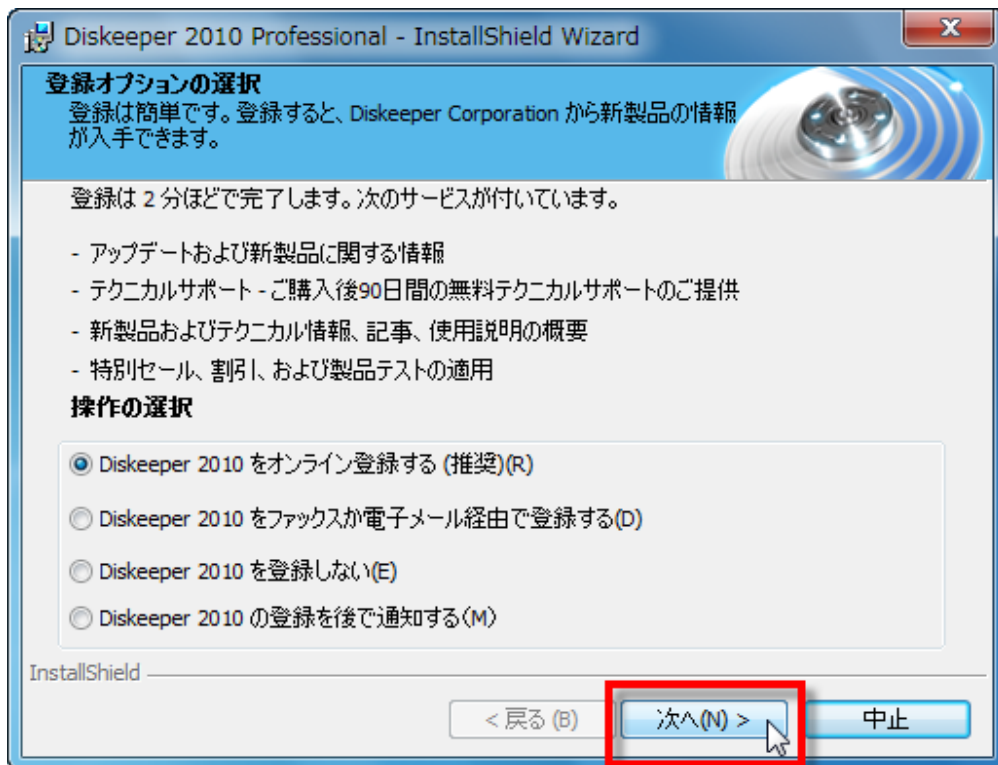 Diskeeper 2010 Professional - InstallShield Wizard
登録オプションの選択
登録は簡単です。登録すると、Diskeeper Corporation から新製品の情報
が入手できます。
登録は 2 分ほどで完了します。次のサービスが付いています。
- アップデートおよび新製品に関する情報
- テクニカルサポート - ご購入後90日間の無料テクニカルサポートのご提供
- 新製品およびテクニカル情報、記事、使用説明の概要
- 特別セール、割引、および製品テストの適用
操作の選択
Diskeeper 2010 をオンライン登録する (推奨)(R)
Diskeeper 2010 をファックスか電子メール経由で登録する(D)
Diskeeper 2010 を登録しない(E)
Diskeeper 2010 の登録を後で通知する(M)
InstallShield
< 戻る (B) 次へ(N) > 中止